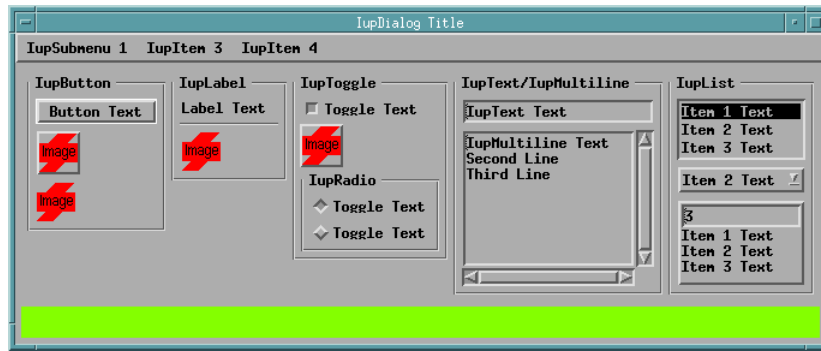 IupDialog Title
IupSubmenu 1 IupItem 3 IupItem 4
IupButton
Button Text
Image
Image
IupLabel
Label Text
Image
IupToggle
Toggle Text
Image
IupRadio
Toggle Text
Toggle Text
IupText/IupMultiline
IupText Text
IupMultiline Text
Second Line
Third Line
IupList
Item 1 Text
Item 2 Text
Item 3 Text
Item 2 Text
3
Item 1 Text
Item 2 Text
Item 3 Text